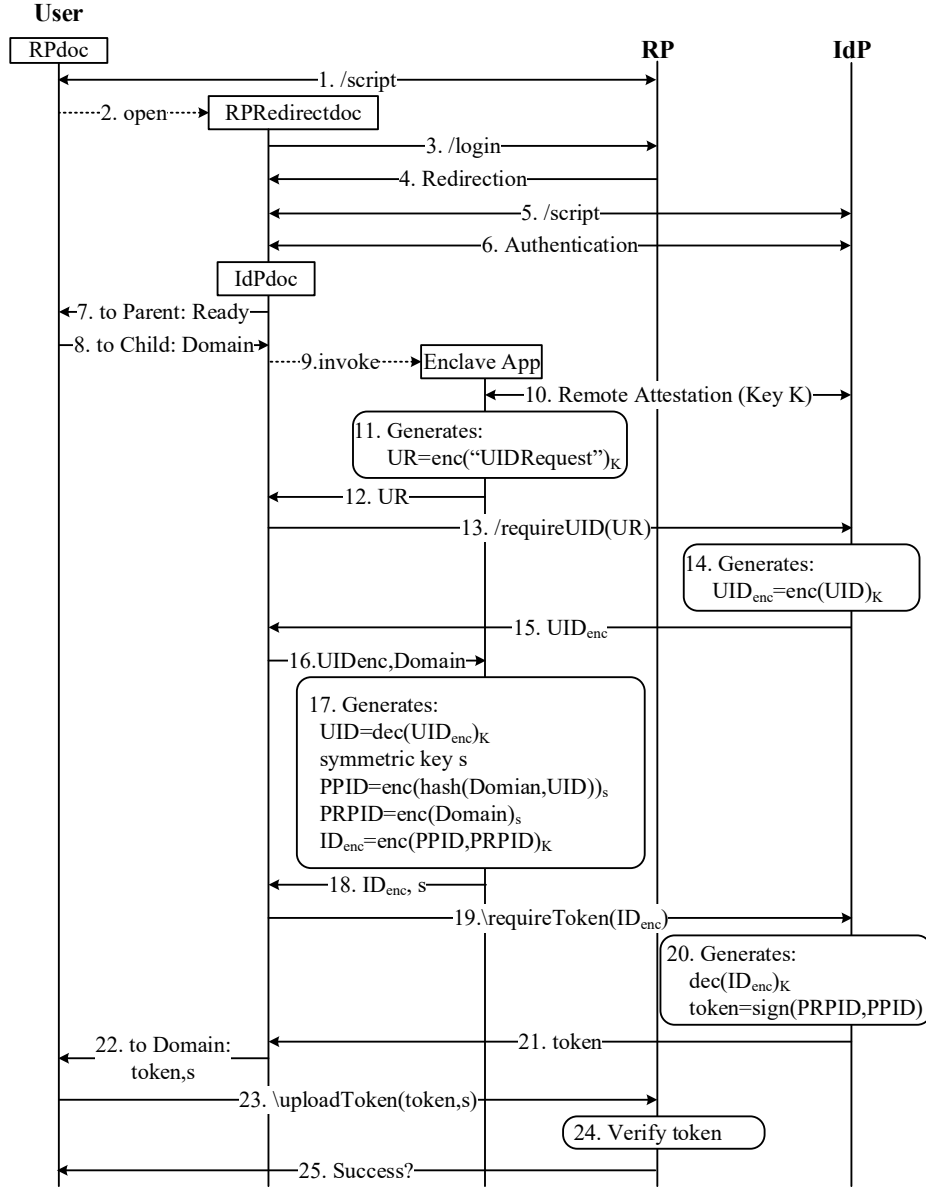 User
RPdoc
RP
IdP
1. /script
2. open
RPRedirectdoc
3. /login
4. Redirection
5. /script
6. Authentication
IdPdoc
7. to Parent: Ready
8. to Child: Domain
9.invoke
Enclave App
10. Remote Attestation (Key K)
11. Generates:
UR=enc(“UIDRequest”)K
12. UR
13. /requireUID(UR)
14. Generates:
UIDenc=enc(UID)K
15. UIDenc
16.UIDenc,Domain
17. Generates:
UID=dec(UIDenc)K
symmetric key s
PPID=enc(hash(Domian,UID))s
PRPID=enc(Domain)s
IDenc=enc(PPID,PRPID)K
18. IDenc, s
19.\requireToken(IDenc)
20. Generates:
dec(IDenc)K
token=sign(PRPID,PPID)
21. token
22. to Domain:
token,s
23. \uploadToken(token,s)
24. Verify token
25. Success?